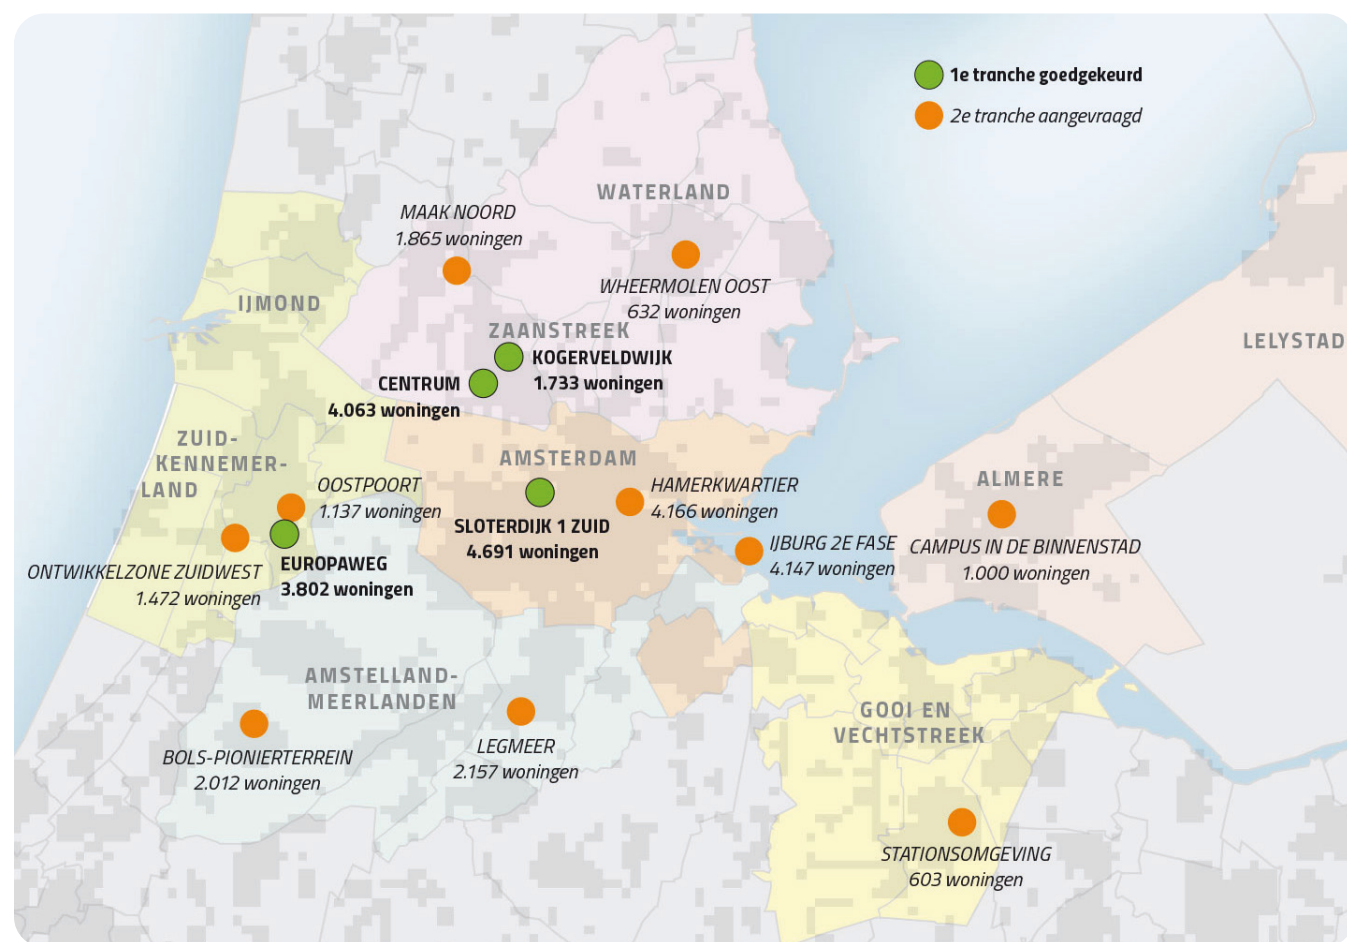 1e tranche goedgekeurd
2e tranche aangevraagd
WATERLAND
MAAK NOORD
1.865 woningen
WHEERMOLEN OOST
632 woningen
IJMOND
ZAANSTREEK
KOGERVELDWIJK
1.733 woningen
CENTRUM
4.063 woningen
LELYSTAD
ZUID-
KENNEMER-
LAND
AMSTERDAM
ALMERE
OOSTPOORT
1.137 woningen
HAMERKWARTIER
4.166 woningen
SLOTERDIJK 1 ZUID
4.691 woningen
IJBURG 2E FASE
4.147 woningen
CAMPUS IN DE BINNENSTAD
1.000 woningen
ONTWIKKELZONE ZUIDWEST
1.472 woningen
EUROPAWEG
3.802 woningen
AMSTELLAND-
MEERLANDEN
GOOI EN
VECHTSTREEK
BOLS-PIONIERTERREIN
2.012 woningen
LEGMEER
2.157 woningen
STATIONSOMGEVING
603 woningen